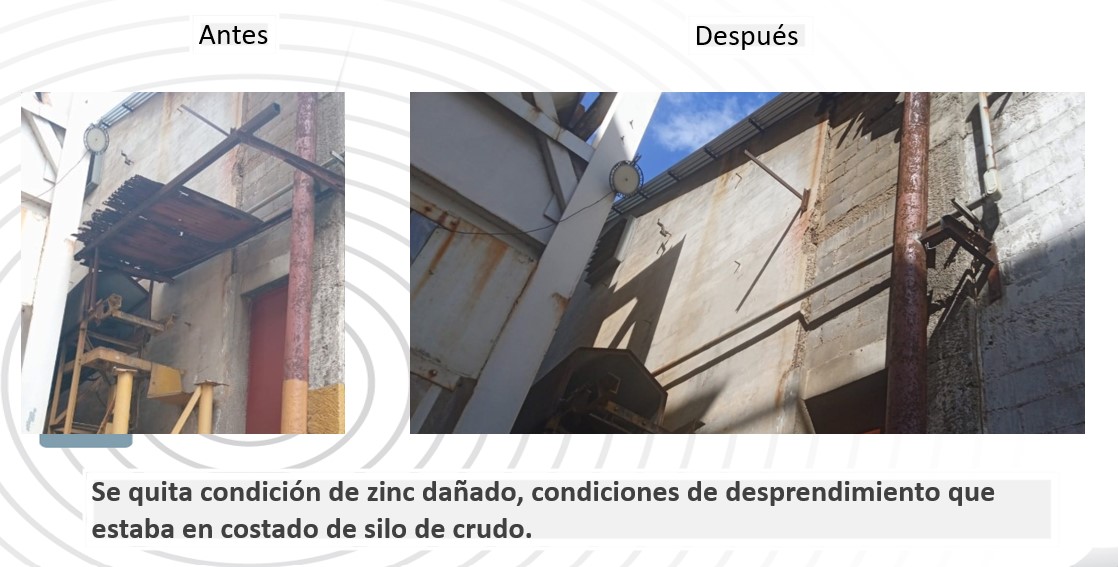 Antes
Después
Se quita condición de zinc dañado, condiciones de desprendimiento que
estaba en costado de silo de crudo.